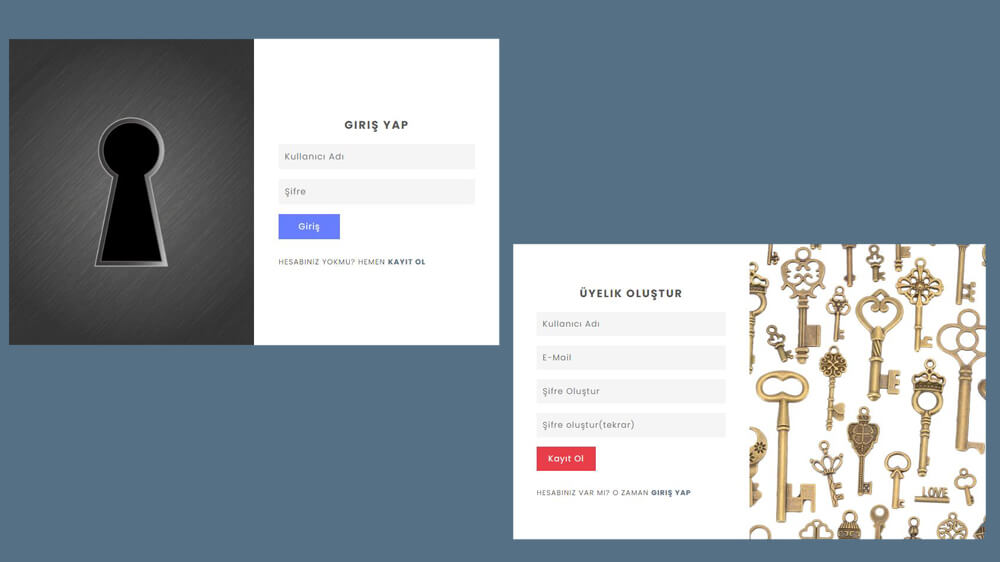 GIRIŞ YAP
Kullanıcı Adı
Şifre
Giriş
HESABINIZ YOKMU? HEMEN KAYIT OL
ÜYELIK OLUŞTUR
Kullanıcı Adı
E-Mail
Şifre Oluştur
Şifre oluştur(tekrar)
Kayıt Ol
HESABINIZ VAR MI? O ZAMAN GIRIŞ YAP
LOVE